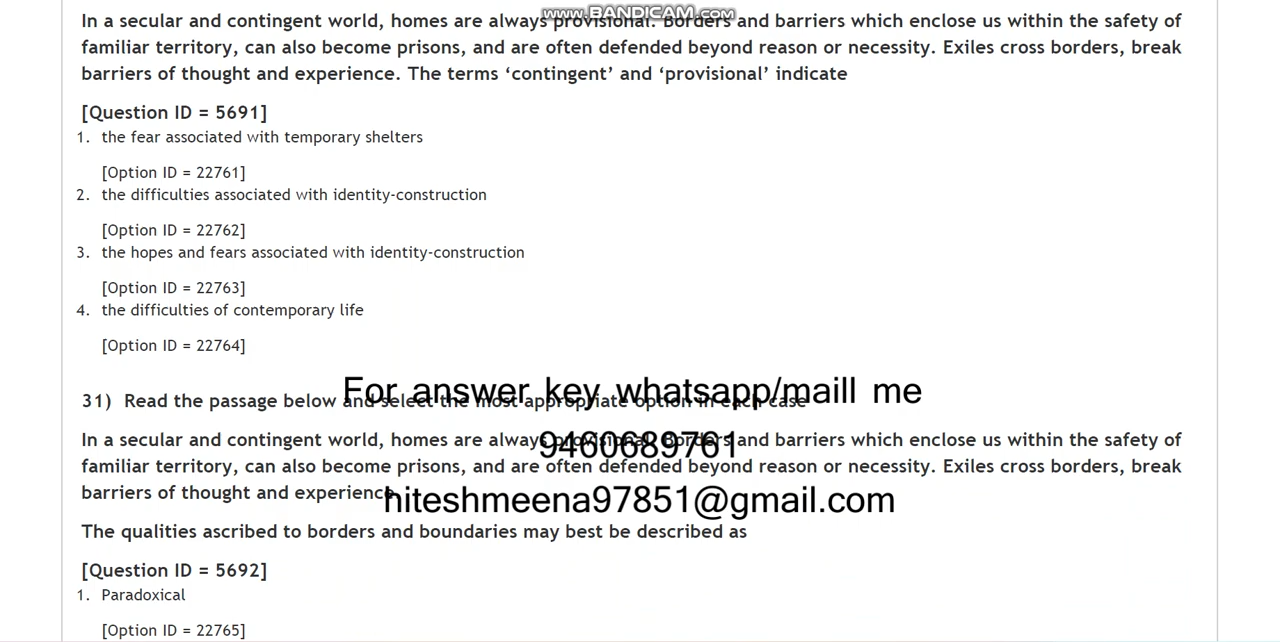 www.BANDICAM.com
In a secular and contingent world, homes are always provisional. Borders and barriers which enclose us within the safety of
familiar territory, can also become prisons, and are often defended beyond reason or necessity. Exiles cross borders, break
barriers of thought and experience. The terms ‘contingent’ and ‘provisional’ indicate
[Question ID = 5691]
1. the fear associated with temporary shelters
[Option ID = 22761]
2. the difficulties associated with identity-construction
[Option ID = 22762]
3. the hopes and fears associated with identity-construction
[Option ID = 22763]
4. the difficulties of contemporary life
[Option ID = 22764]
For answer key whatsapp/maill me
31) Read the passage below and select the most appropriate option in each case
In a secular and contingent world, homes are always provisional. Borders and barriers which enclose us within the safety of
9460689761
familiar territory, can also become prisons, and are often defended beyond reason or necessity. Exiles cross borders, break
barriers of thought and experience.
hiteshmeena97851@gmail.com
The qualities ascribed to borders and boundaries may best be described as
[Question ID = 5692]
1. Paradoxical
[Option ID = 22765]